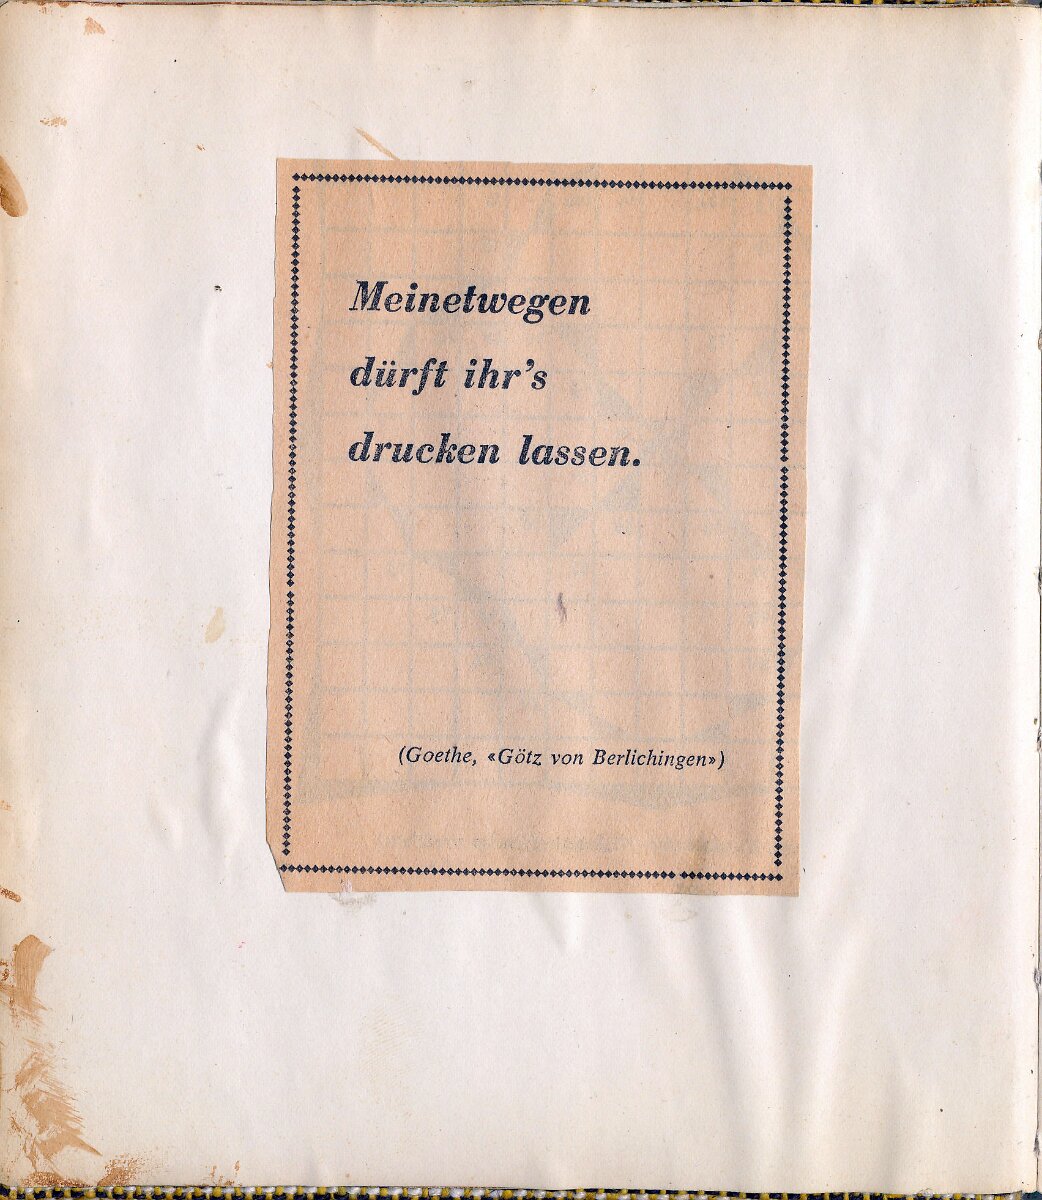 Meinetwegen
dürft ihr's
drucken lassen.
(Goethe, «Götz von Berlichingen»)